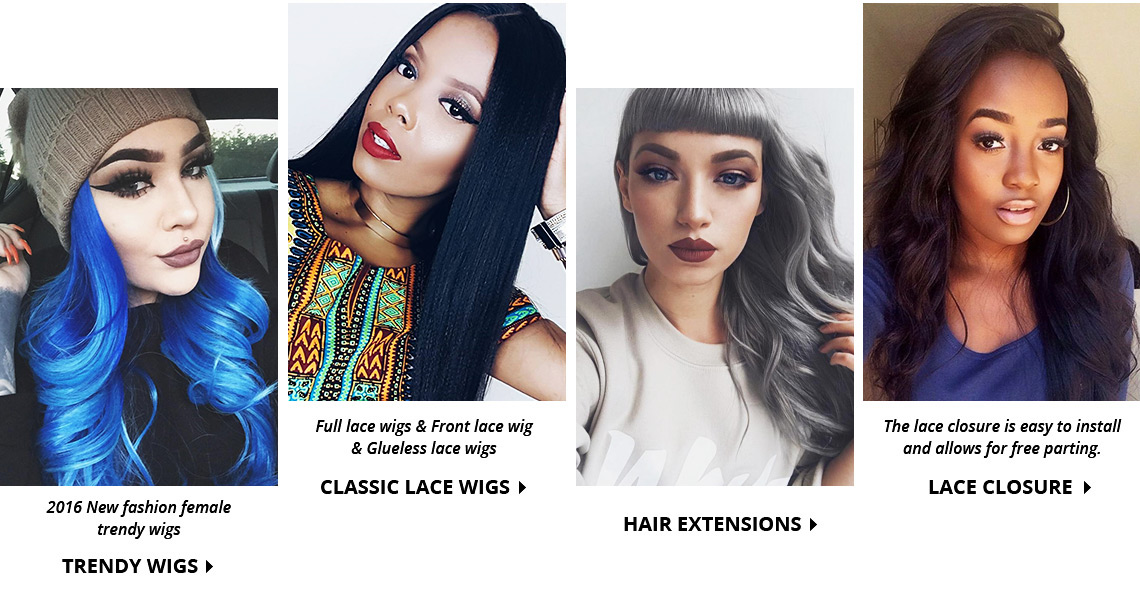 2016 New fashion female
trendy wigs
TRENDY WIGS
Full lace wigs & Front lace wig
& Glueless lace wigs
CLASSIC LACE WIGS
HAIR EXTENSIONS
The lace closure is easy to install
and allows for free parting.
LACE CLOSURE